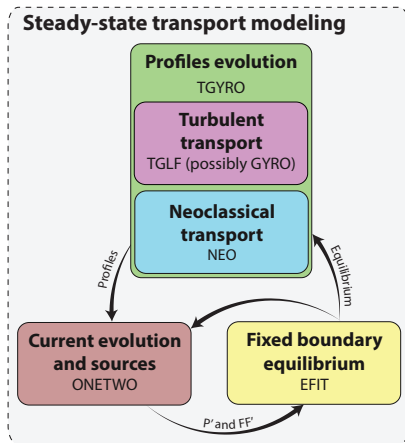 Steady-state transport modeling
Profiles evolution
TGYRO
Turbulent
transport
TGLF (possibly GYRO)
Neoclassical
transport
NEO
Profiles
Equilibrium
Current evolution
and sources
ONETWO
Fixed boundary
equilibrium
EFIT
P' and FF'